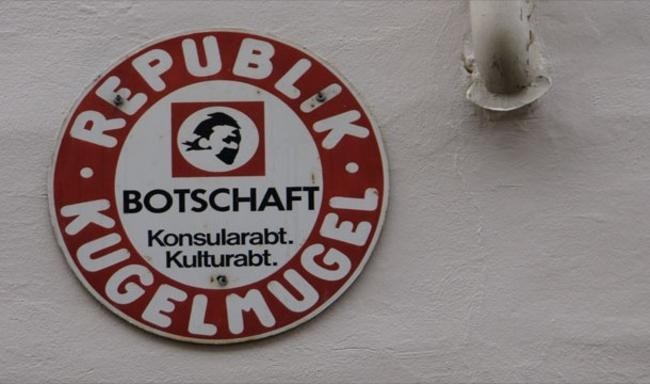 REPUBLIK
BOTSCHAFT
Konsularabt.
Kulturabt.
KUGELMUGEL